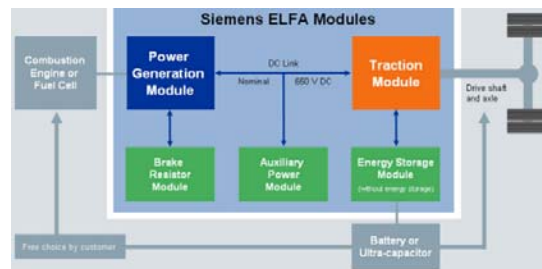 Siemens ELFA Modules
Combustion
Engine or
Fuel Cell
Power
Generation
Module
DC Link
Nominal 650 V DC
Traction
Module
Drive shaft
and axle
Brake
Resistor
Module
Auxiliary
Power
Module
Energy Storage
Module
(without energy storage)
Free choice by customer
Battery or
Ultra-capacitor